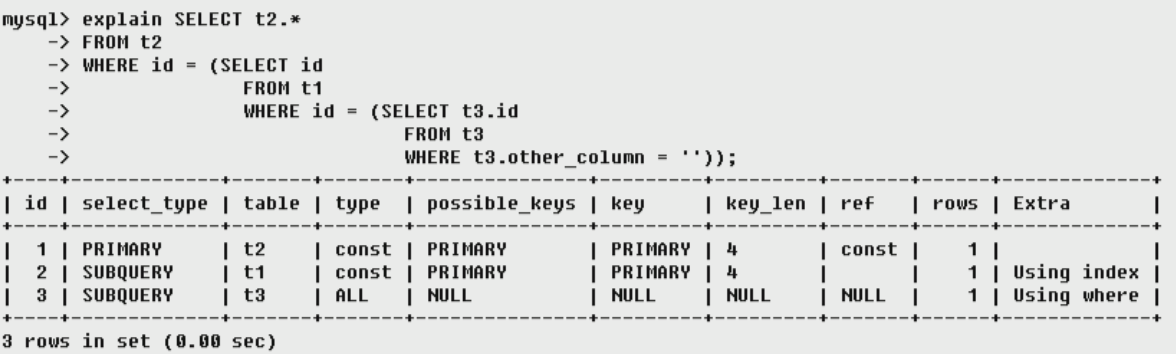 mysql> explain SELECT t2.*
    -> FROM t2
    -> WHERE id = (SELECT id
    ->             FROM t1
    ->             WHERE id = (SELECT t3.id
    ->                         FROM t3
    ->                         WHERE t3.other_column = ''));
+----+-------------+-------+-------+---------------+---------+---------+-------+------+-------------+
| id | select_type | table | type  | possible_keys | key     | key_len | ref   | rows | Extra       |
+----+-------------+-------+-------+---------------+---------+---------+-------+------+-------------+
|  1 | PRIMARY     | t2    | const | PRIMARY       | PRIMARY | 4       | const |    1 |             |
|  2 | SUBQUERY    | t1    | const | PRIMARY       | PRIMARY | 4       |       |    1 | Using index |
|  3 | SUBQUERY    | t3    | ALL   | NULL          | NULL    | NULL    | NULL  |    1 | Using where |
+----+-------------+-------+-------+---------------+---------+---------+-------+------+-------------+
3 rows in set (0.00 sec)